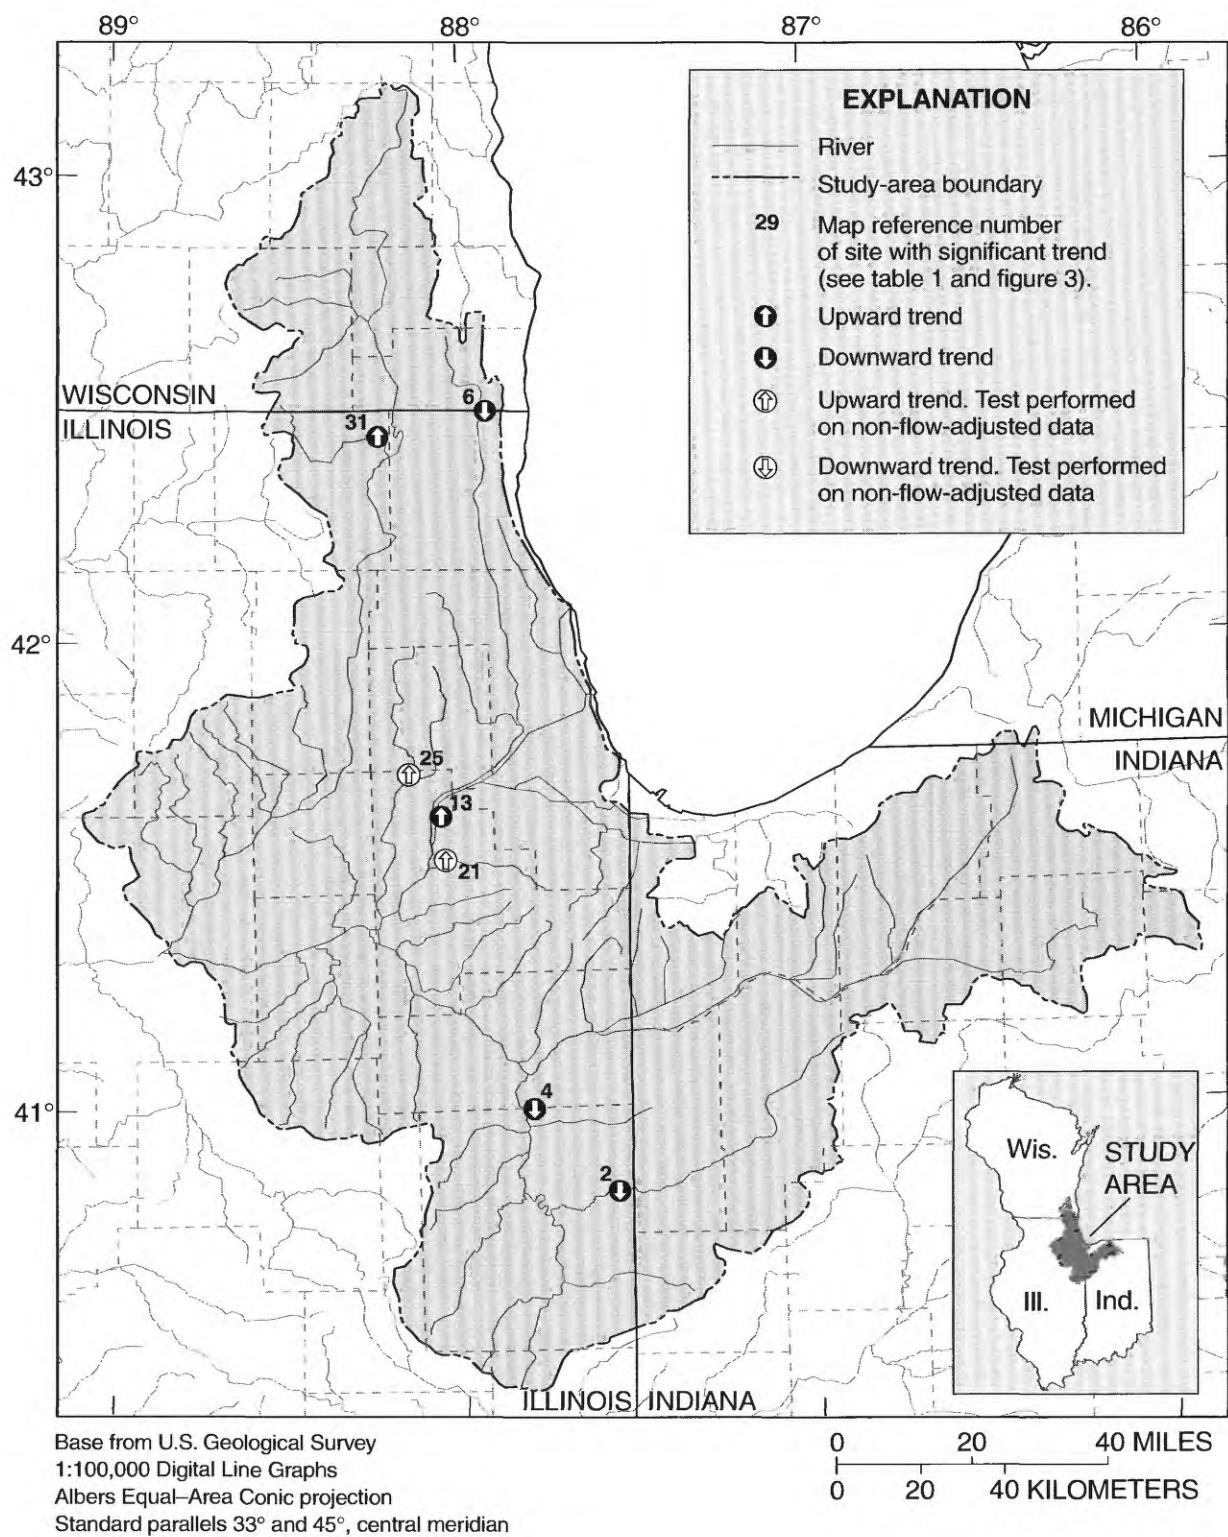 89°
88°
87°
86°
EXPLANATION
River
Study-area boundary
29
Map reference number
of site with significant trend
(see table 1 and figure 3).
Upward trend
Downward trend
Upward trend. Test performed
on non-flow-adjusted data
Downward trend. Test performed
on non-flow-adjusted data
43°
WISCONSIN
ILLINOIS
6
31
42°
MICHIGAN
INDIANA
25
13
21
41°
4
2
Wis.
STUDY
AREA
Ill.
Ind.
ILLINOIS
INDIANA
Base from U.S. Geological Survey
1:100,000 Digital Line Graphs
Albers Equal–Area Conic projection
Standard parallels 33° and 45°, central meridian
0 20 40 MILES
0 20 40 KILOMETERS